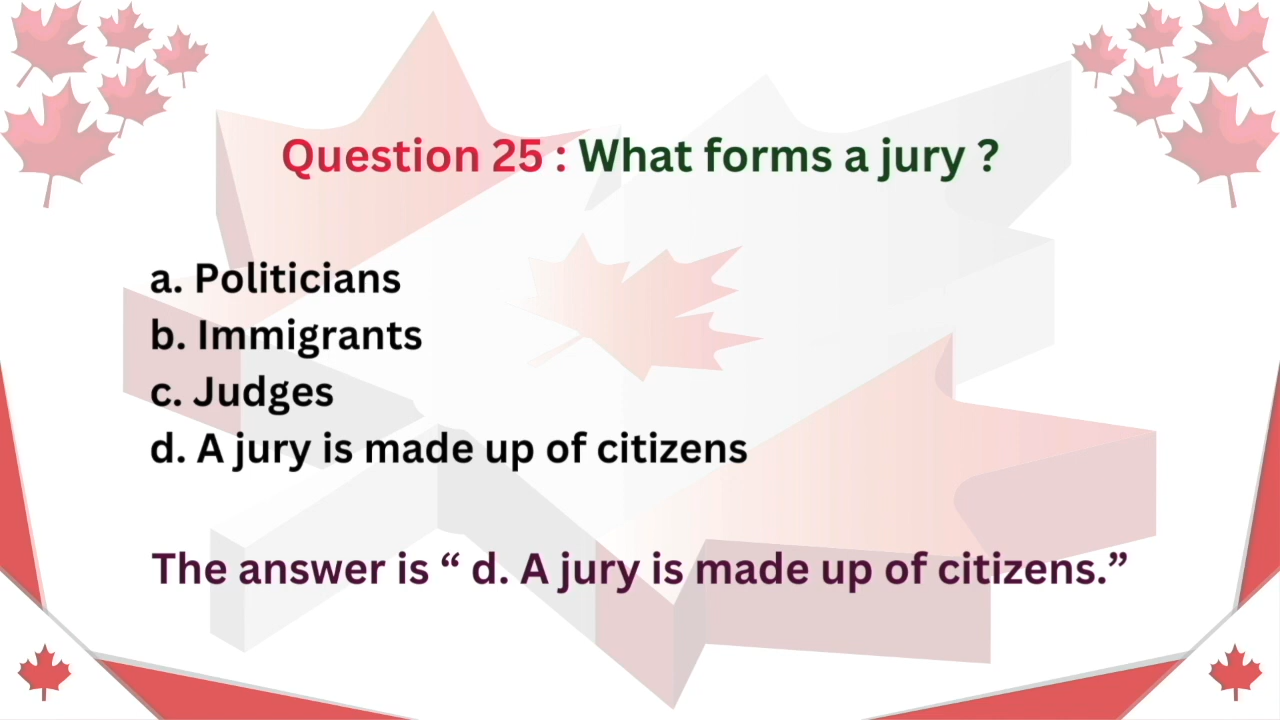 Question 25 : What forms a jury ?
a. Politicians
b. Immigrants
c. Judges
d. A jury is made up of citizens
The answer is “ d. A jury is made up of citizens.”